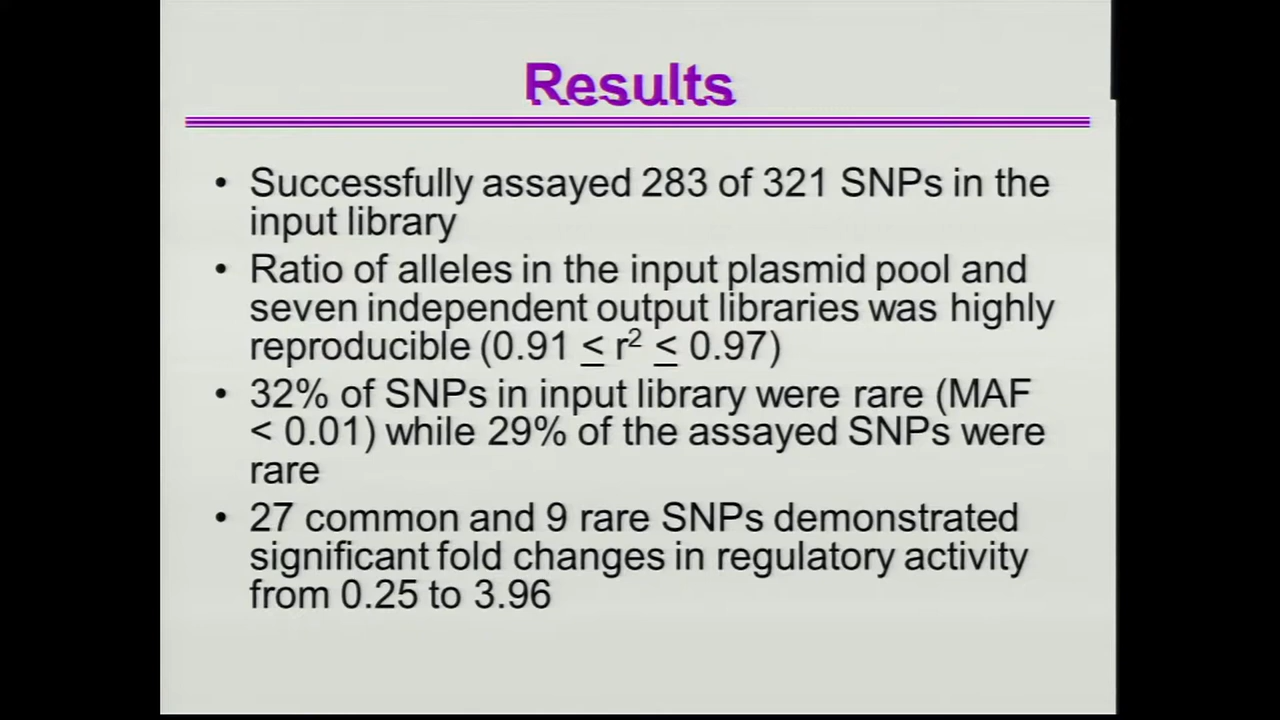 Results
• Successfully assayed 283 of 321 SNPs in the
input library
• Ratio of alleles in the input plasmid pool and
seven independent output libraries was highly
reproducible (0.91 ≤ r² ≤ 0.97)
• 32% of SNPs in input library were rare (MAF
< 0.01) while 29% of the assayed SNPs were
rare
• 27 common and 9 rare SNPs demonstrated
significant fold changes in regulatory activity
from 0.25 to 3.96